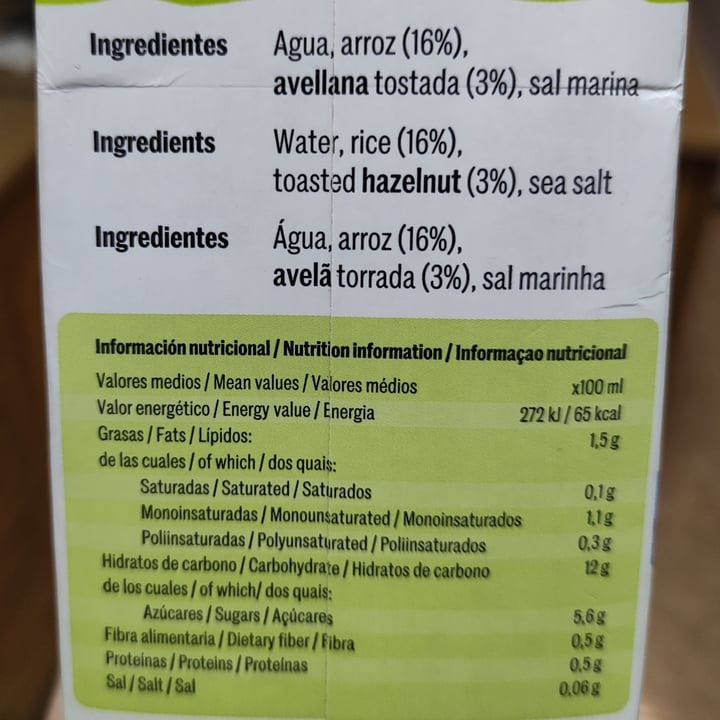 Ingredientes Agua, arroz (16%),
avellana tostada (3%), sal marina
Ingredients Water, rice (16%),
toasted hazelnut (3%), sea salt
Ingredientes Água, arroz (16%),
avelã torrada (3%), sal marinha
Información nutricional / Nutrition information / Informaçao nutricional
Valores medios / Mean values / Valores médios x100 ml
Valor energético / Energy value / Energia 272 kJ / 65 kcal
Grasas / Fats / Lípidos: 1,5 g
de las cuales / of which / dos quais:
Saturadas / Saturated / Saturados 0,1 g
Monoinsaturadas / Monounsaturated / Monoinsaturados 1,1 g
Poliinsaturadas / Polyunsaturated / Poliinsaturados 0,3 g
Hidratos de carbono / Carbohydrate / Hidratos de carbono 12 g
de los cuales / of which/ dos quais:
Azúcares / Sugars / Açúcares 5,6 g
Fibra alimentaria / Dietary fiber / Fibra 0,5 g
Proteínas / Proteins / Proteínas 0,5 g
Sal / Salt / Sal 0,06 g